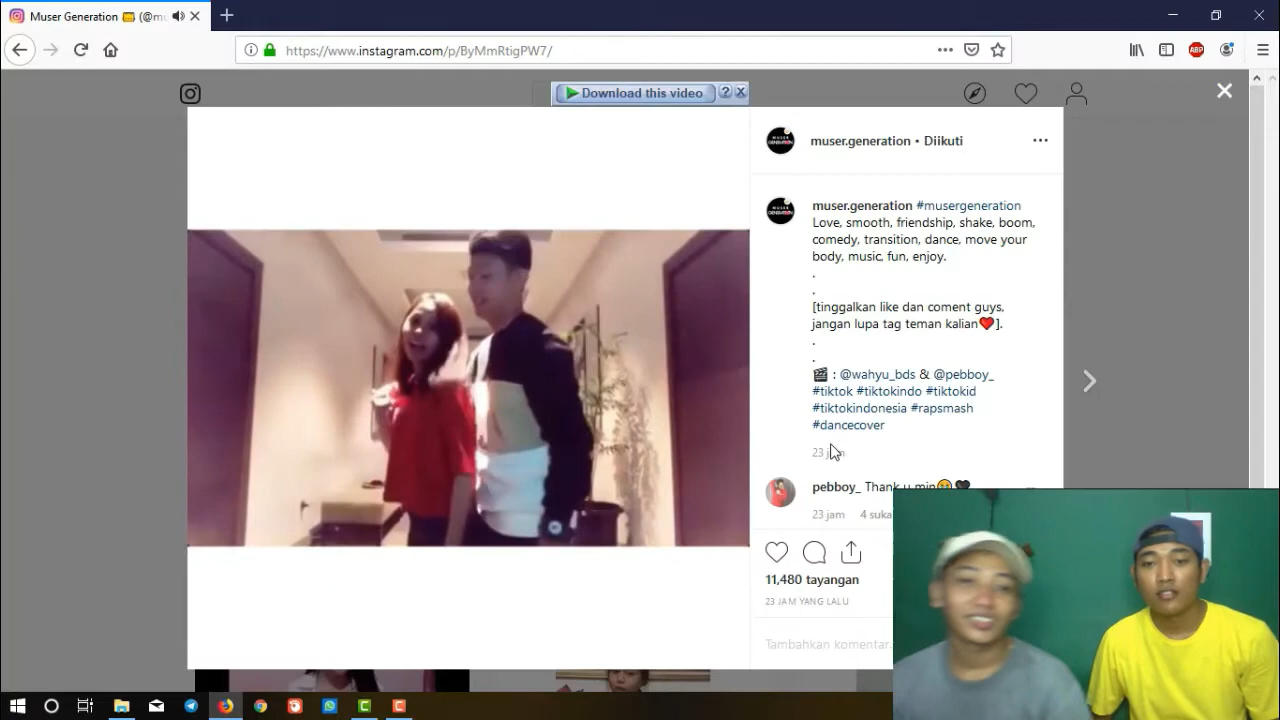 Muser Generation 🎫 (@mu
https://www.instagram.com/p/ByMmRtigPW7/
ABP
Download this video
?
muser.generation • Diikuti
muser.generation #musergeneration
Love, smooth, friendship, shake, boom,
comedy, transition, dance, move your
body, music, fun, enjoy.
.
.
[tinggalkan like dan coment guys,
jangan lupa tag teman kalian❤️].
.
.
🎬 : @wahyu_bds & @pebboy_
#tiktok #tiktokindo #tiktokid
#tiktokindonesia #rapsmash
#dancecover
23 jam
pebboy_ Thank u min
23 jam 4 suka
11,480 tayangan
23 JAM YANG LALU
Tambahkan komentar